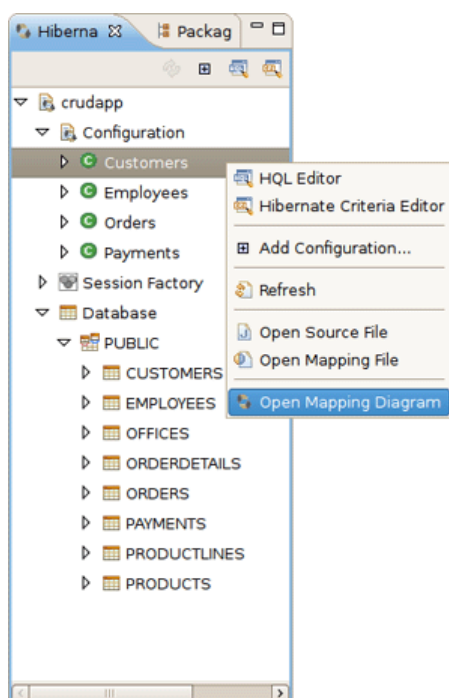 Hiberna Packag
crudapp
Configuration
Customers
Employees
Orders
Payments
Session Factory
Database
PUBLIC
CUSTOMERS
EMPLOYEES
OFFICES
ORDERDETAILS
ORDERS
PAYMENTS
PRODUCTLINES
PRODUCTS
HQL Editor
Hibernate Criteria Editor
Add Configuration...
Refresh
Open Source File
Open Mapping File
Open Mapping Diagram